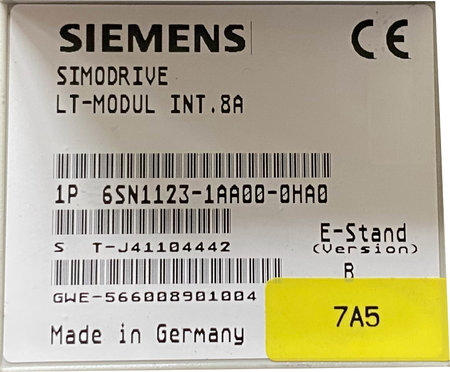 SIEMENS CE
SIMODRIVE
LT-MODUL INT.8A
1P 6SN1123-1AA00-0HA0
S T-J41104442
E-Stand
(Version)
R
GWE-566008901004
7A5
Made in Germany